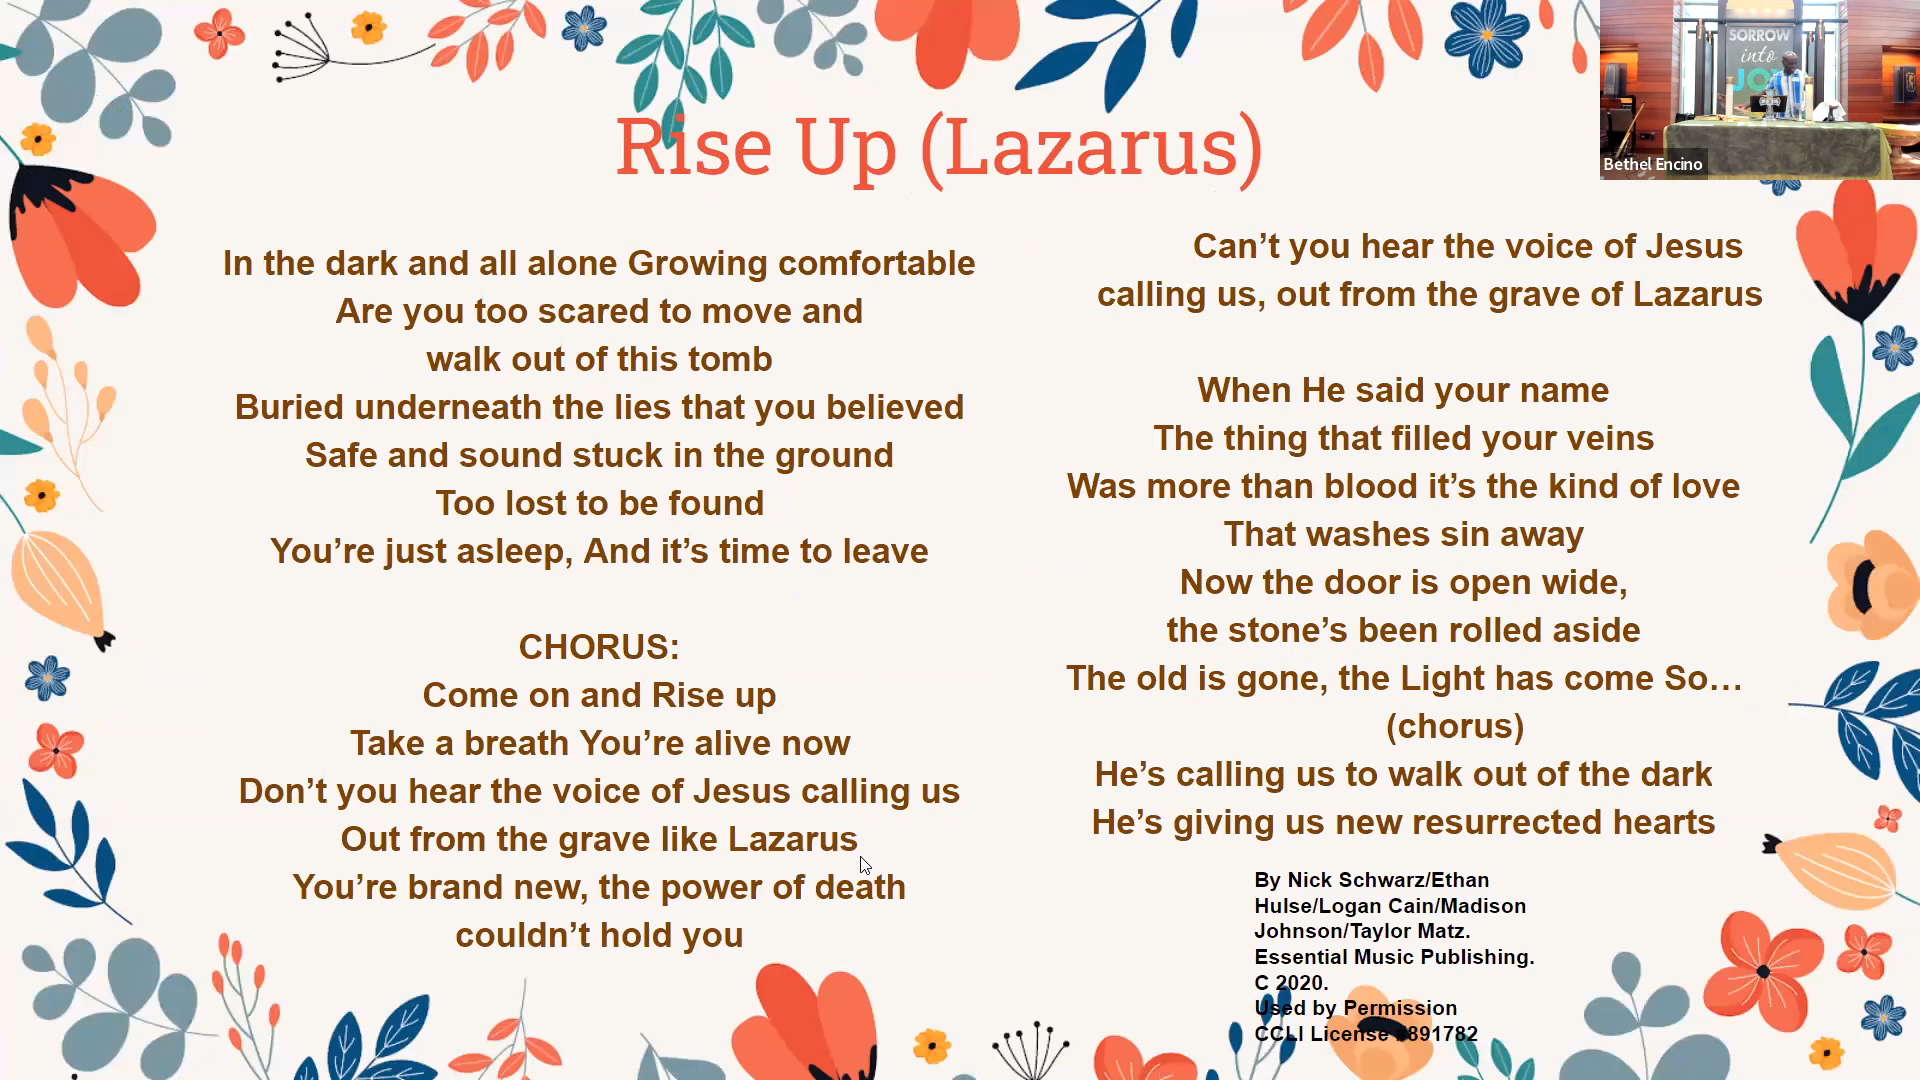 Rise Up (Lazarus)
In the dark and all alone Growing comfortable
Are you too scared to move and
walk out of this tomb
Buried underneath the lies that you believed
Safe and sound stuck in the ground
Too lost to be found
You’re just asleep, And it’s time to leave
CHORUS:
Come on and Rise up
Take a breath You’re alive now
Don’t you hear the voice of Jesus calling us
Out from the grave like Lazarus
You’re brand new, the power of death
couldn’t hold you
Can’t you hear the voice of Jesus
calling us, out from the grave of Lazarus
When He said your name
The thing that filled your veins
Was more than blood it’s the kind of love
That washes sin away
Now the door is open wide,
the stone’s been rolled aside
The old is gone, the Light has come So…
(chorus)
He’s calling us to walk out of the dark
He’s giving us new resurrected hearts
By Nick Schwarz/Ethan
Hulse/Logan Cain/Madison
Johnson/Taylor Matz.
Essential Music Publishing.
C 2020.
Used by Permission
CCLI License #891782
SORROW
into
JOY
Bethel Encino